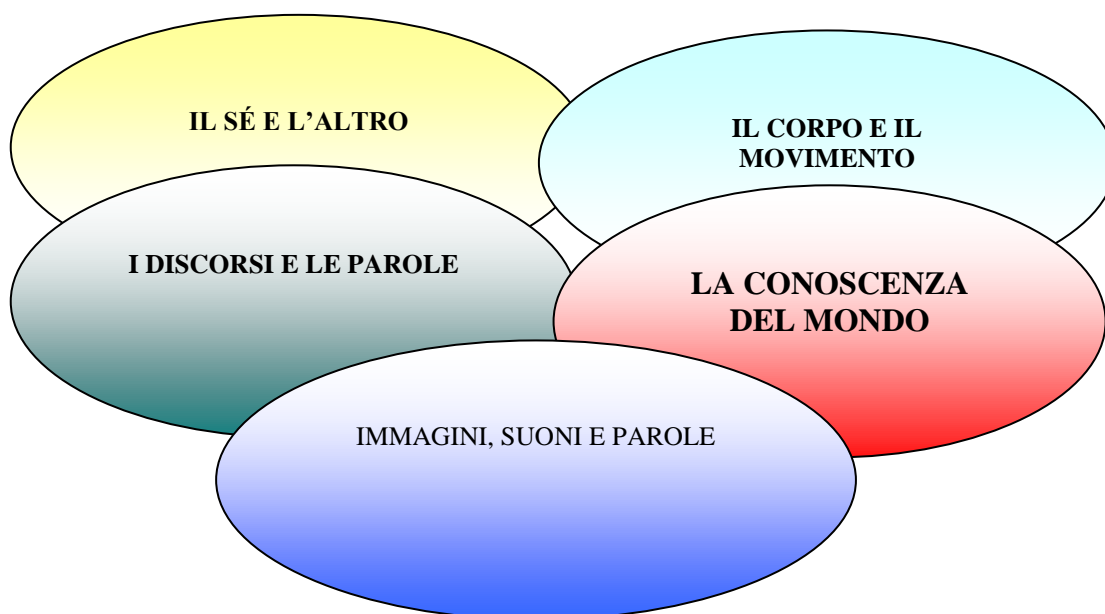 IL SÉ E L’ALTRO
IL CORPO E IL
MOVIMENTO
I DISCORSI E LE PAROLE
LA CONOSCENZA
DEL MONDO
IMMAGINI, SUONI E PAROLE